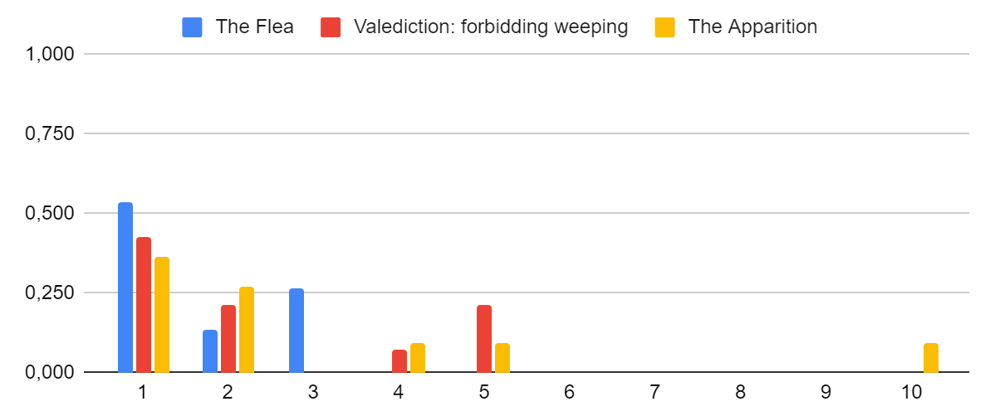 The Flea Valediction: forbidding weeping The Apparition
1,000
0,750
0,500
0,250
0,000
1 2 3 4 5 6 7 8 9 10